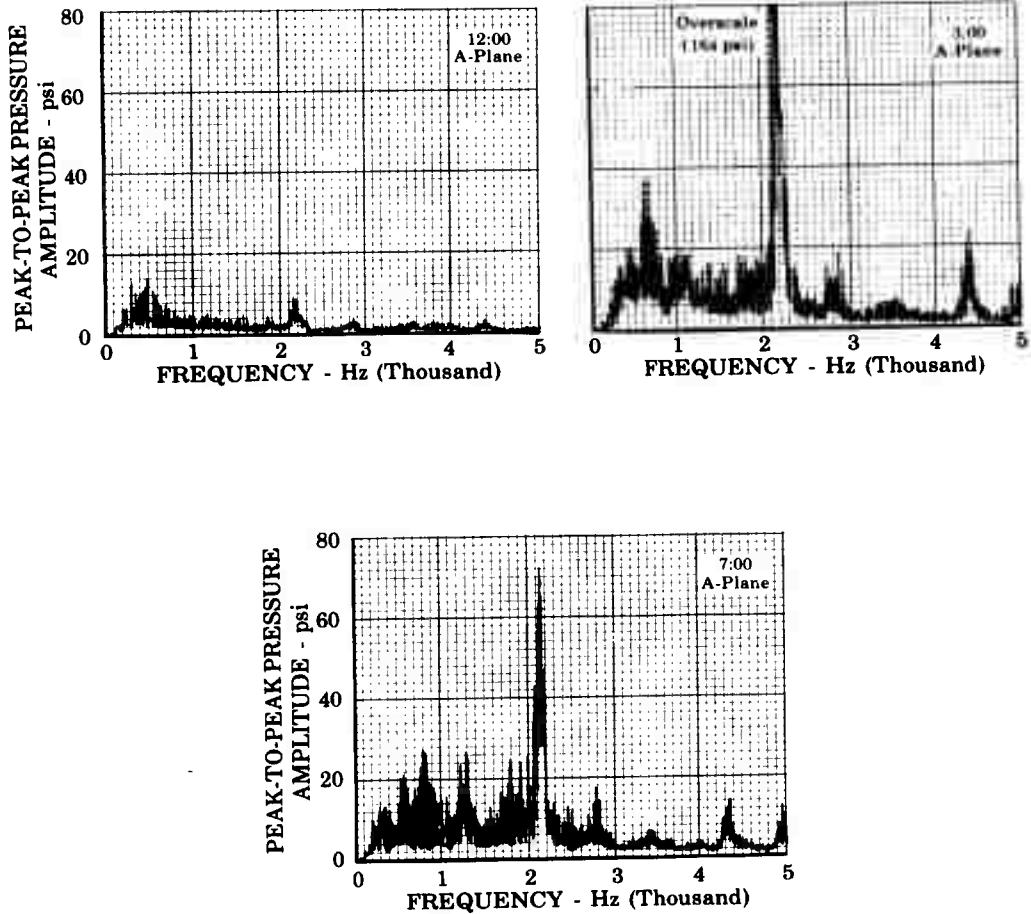 80
60
40
20
0
PEAK-TO-PEAK PRESSURE
AMPLITUDE - psi
12:00
A-Plane
0 1 2 3 4 5
FREQUENCY - Hz (Thousand)
Overscale
(164 psi)
3:00
A-Plane
0 1 2 3 4 5
FREQUENCY - Hz (Thousand)
80
60
40
20
0
PEAK-TO-PEAK PRESSURE
AMPLITUDE - psi
7:00
A-Plane
0 1 2 3 4 5
FREQUENCY - Hz (Thousand)